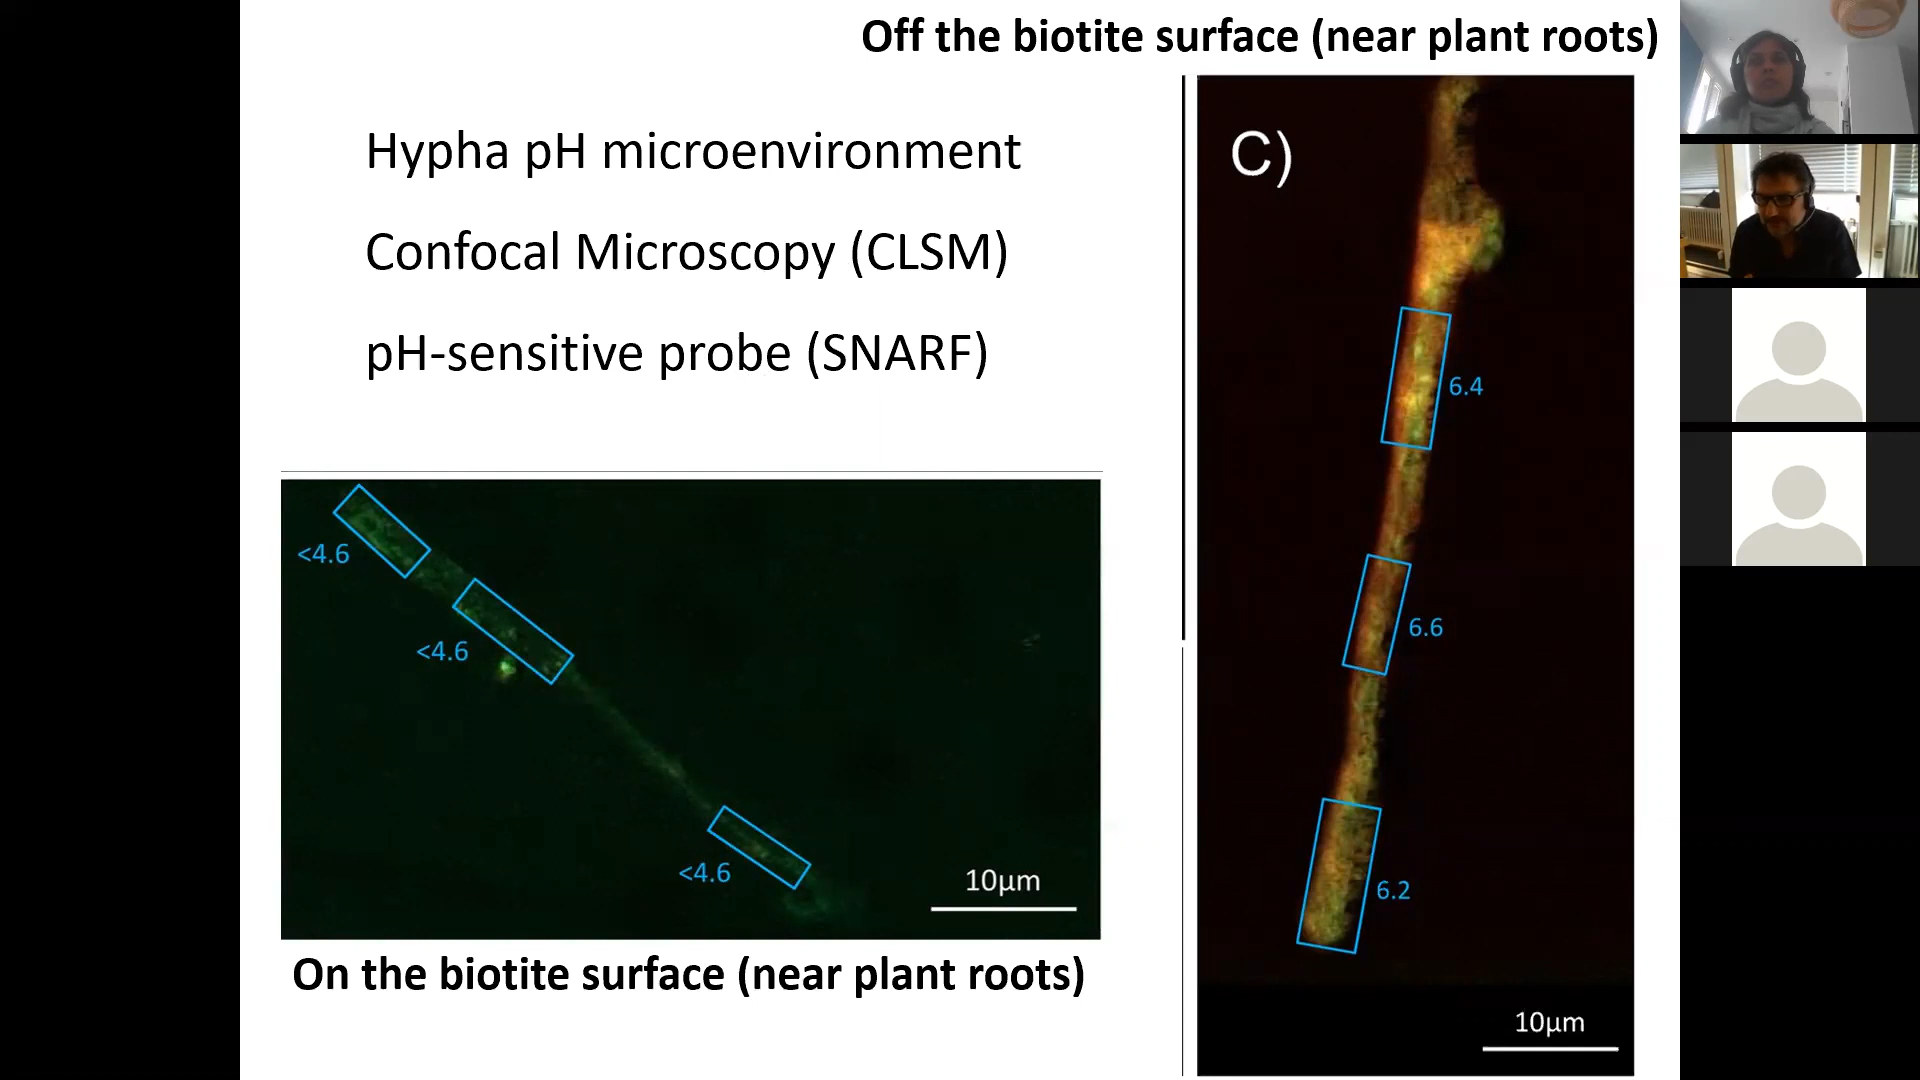 Off the biotite surface (near plant roots)
Hypha pH microenvironment
Confocal Microscopy (CLSM)
pH-sensitive probe (SNARF)
<4.6
<4.6
<4.6
10µm
On the biotite surface (near plant roots)
C)
6.4
6.6
6.2
10µm